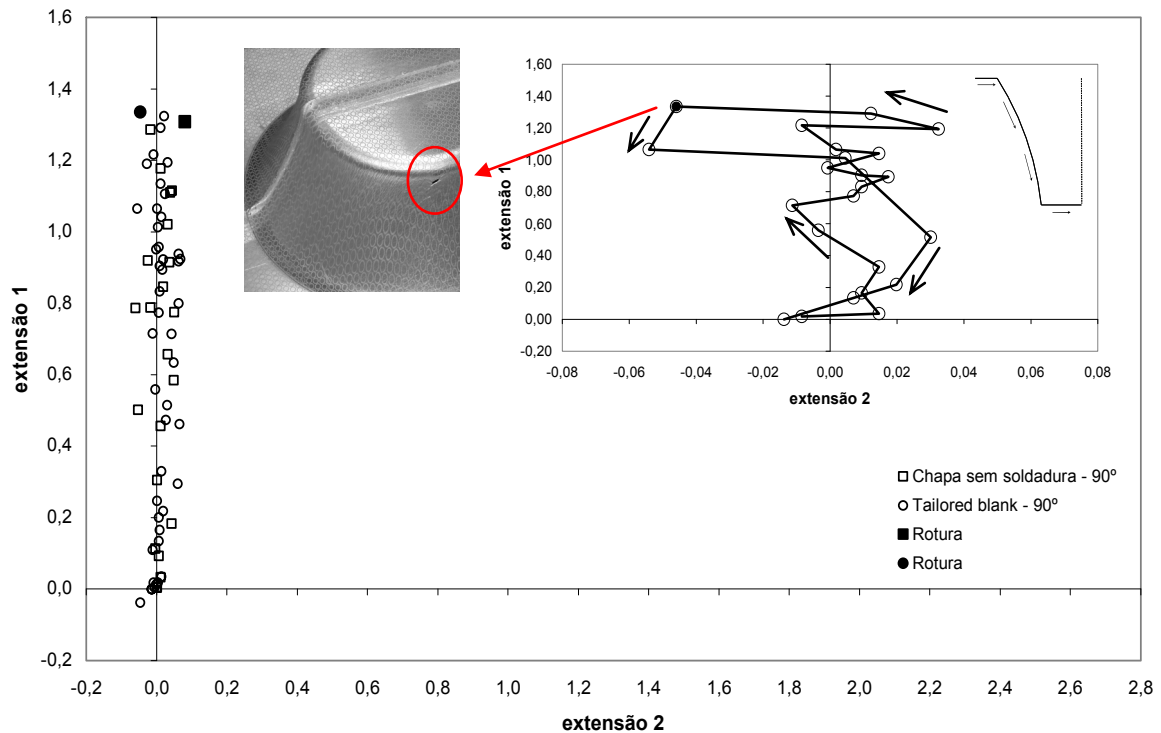 1,6
1,4
1,2
1,0
0,8
0,6
0,4
0,2
0,0
-0,2
extensão 1
-0,2 0,0 0,2 0,4 0,6 0,8 1,0 1,2 1,4 1,6 1,8 2,0 2,2 2,4 2,6 2,8
extensão 2
1,60
1,40
1,20
1,00
0,80
0,60
0,40
0,20
0,00
-0,20
extensão 1
-0,08 -0,06 -0,04 -0,02 0,00 0,02 0,04 0,06 0,08
extensão 2
Chapa sem soldadura - 90º
Tailored blank - 90º
Rotura
Rotura